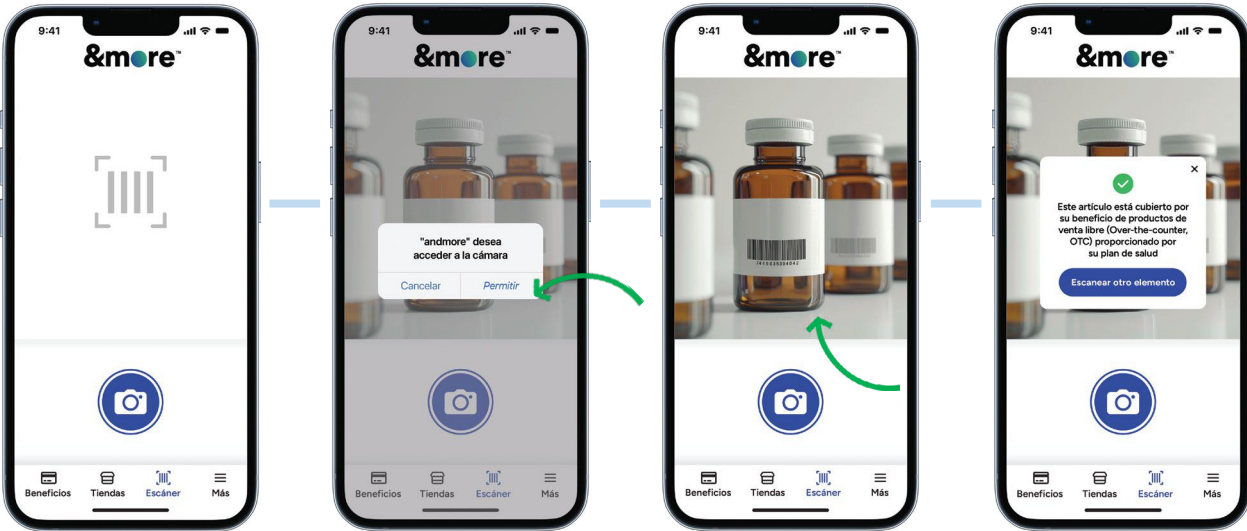 9:41
&more™
Beneficios
Tiendas
Escáner
Más
9:41
&more™
"andmore" desea
acceder a la cámara
Cancelar
Permitir
Beneficios
Tiendas
Escáner
Más
9:41
&more™
Beneficios
Tiendas
Escáner
Más
9:41
&more™
Este artículo está cubierto por
su beneficio de productos de
venta libre (Over-the-counter,
OTC) proporcionado por
su plan de salud
Escanear otro elemento
Beneficios
Tiendas
Escáner
Más